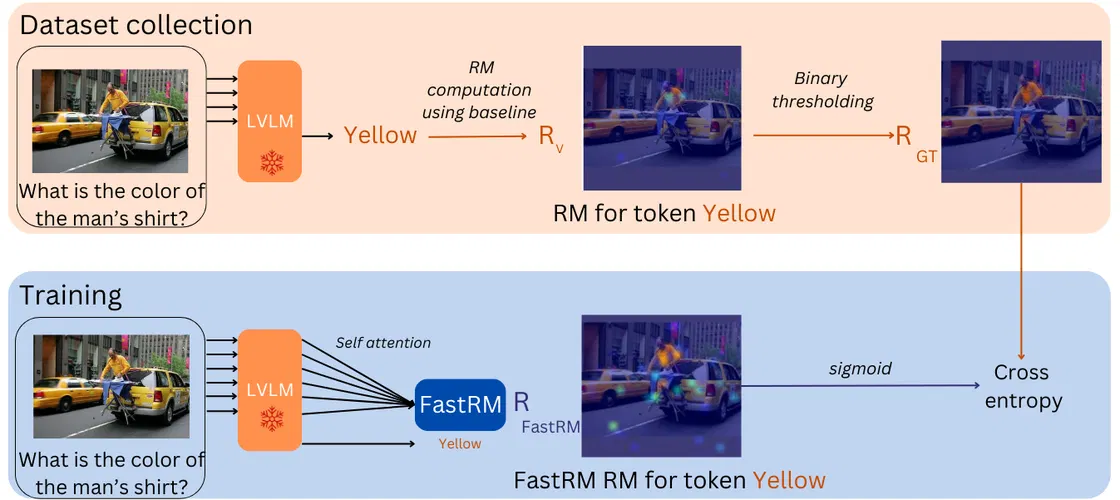 Dataset collection
What is the color of
the man's shirt?
LVLM
Yellow
RM
computation
using baseline
R
V
RM for token Yellow
Binary
thresholding
R
GT
Training
What is the color of
the man's shirt?
LVLM
Self attention
FastRM
Yellow
R
FastRM
FastRM RM for token Yellow
sigmoid
Cross
entropy